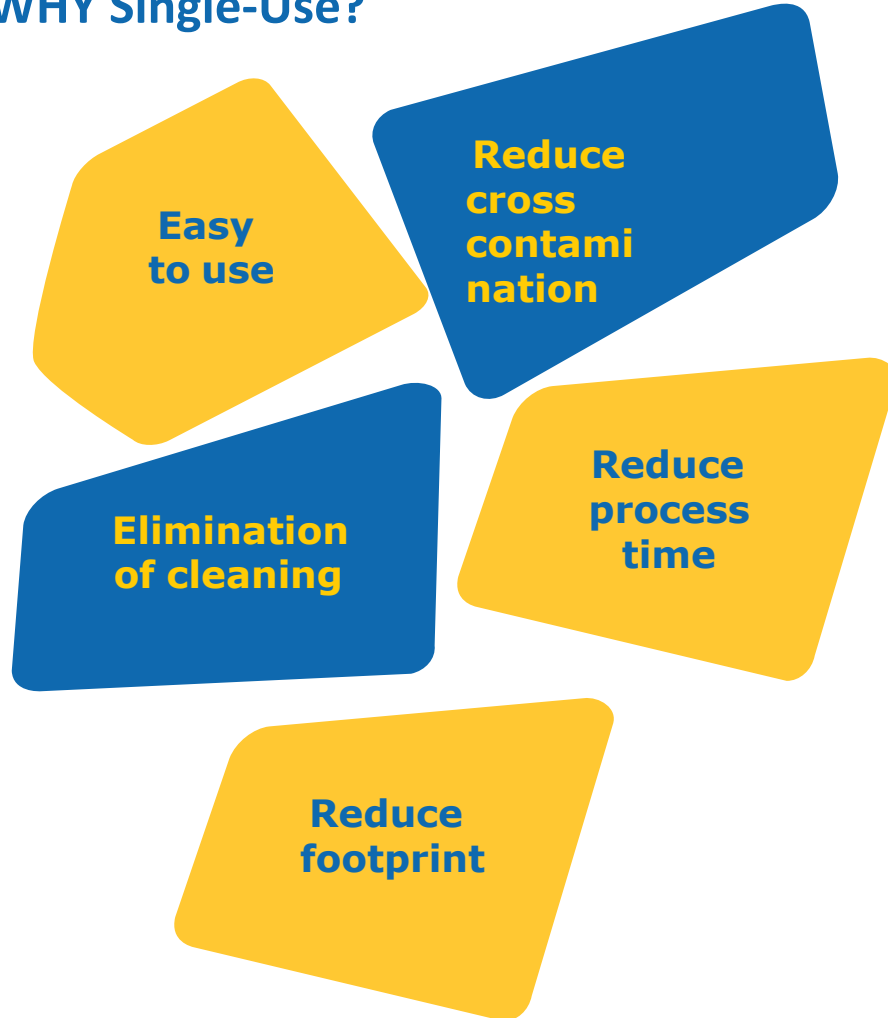 WHY Single-Use?
Easy
to use
Reduce
cross
contami
nation
Elimination
of cleaning
Reduce
process
time
Reduce
footprint